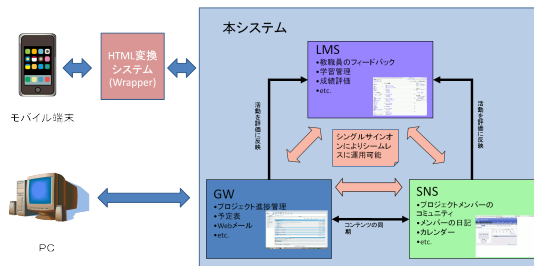 本システム
LMS
•教職員のフィードバック
•学習管理
•成績評価
•etc.
HTML変換
システム
(Wrapper)
モバイル端末
活動を評価に反映
活動を評価に反映
シングルサインオ
ンによりシームレ
スに運用可能
GW
•プロジェクト進捗管理
•予定表
•Webメール
•etc.
コンテンツの同
期
SNS
•プロジェクトメンバーの
コミュニティ
•メンバーの日記
•カレンダー
•etc.
PC